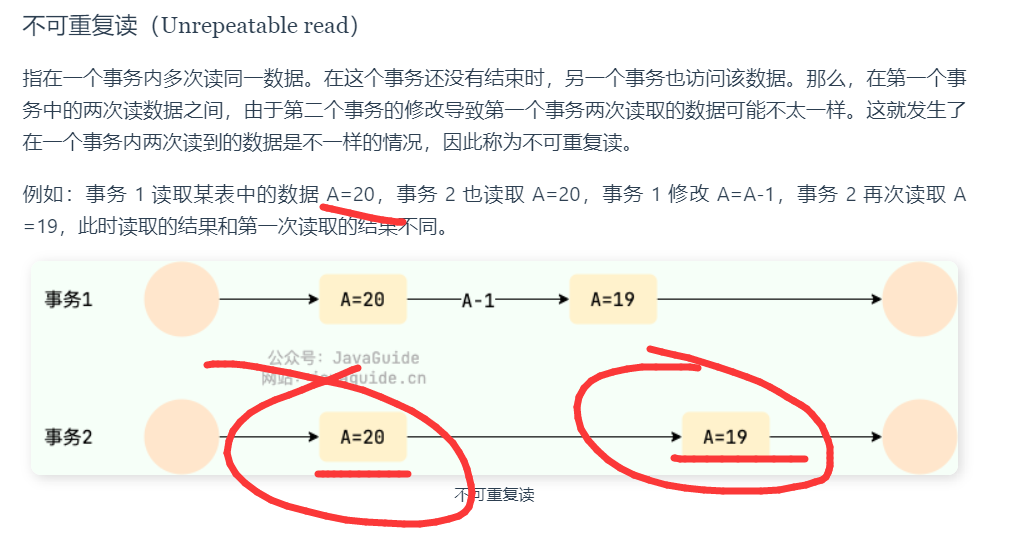 不可重复读（Unrepeatable read）
指在一个事务内多次读同一数据。在这个事务还没有结束时，另一个事务也访问该数据。那么，在第一个事
务中的两次读数据之间，由于第二个事务的修改导致第一个事务两次读取的数据可能不太一样。这就发生了
在一个事务内两次读到的数据是不一样的情况，因此称为不可重复读。
例如：事务 1 读取某表中的数据 A=20，事务 2 也读取 A=20，事务 1 修改 A=A-1，事务 2 再次读取 A
=19，此时读取的结果和第一次读取的结果不同。
事务1 A=20 A-1 A=19
公众号：JavaGuide
网站：javaguide.cn
事务2 A=20 A=19
不可重复读